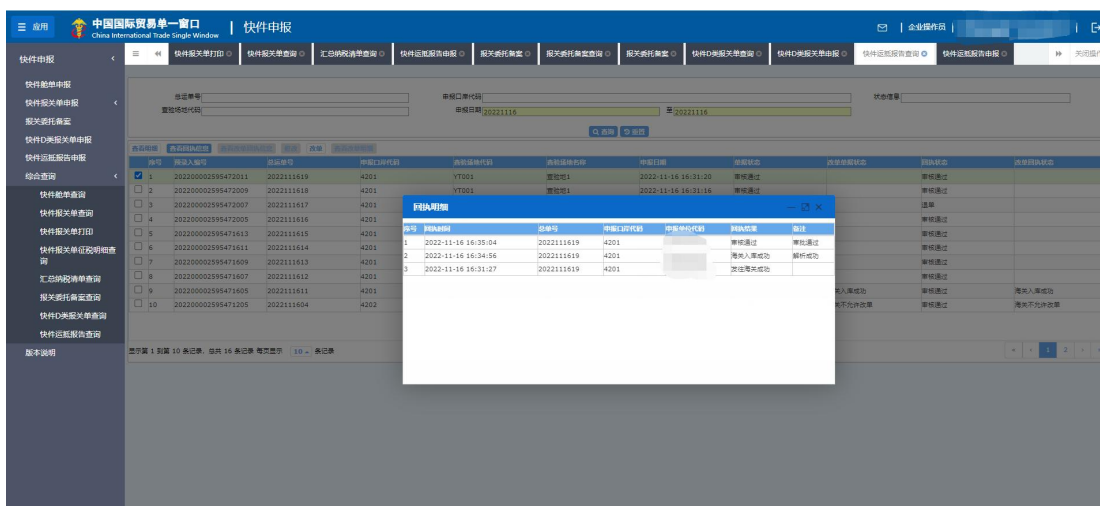 应用
中国国际贸易单一窗口
China International Trade Single Window
快件申报
企业操作员
快件申报
快件舱单申报
快件报关单申报
报关委托备案
快件D类报关单申报
快件运抵报告申报
综合查询
快件舱单查询
快件报关单查询
快件报关单打印
快件报关单征税明细查询
汇总纳税清单查询
报关委托备案查询
快件D类报关单查询
快件运抵报告查询
版本说明
快件报关单打印 快件报关单查询 汇总纳税清单查询 快件运抵报告申报 报关委托备案 报关委托备案查询 报关委托备案 快件D类报关单查询 快件D类报关单申报 快件运抵报告查询 快件运抵报告申报 关闭操作
总运单号 申报口岸代码 状态信息
查验场地代码 申报日期 20221116 至 20221116
查询 重置
查看明细 查看回执信息 改单
序号 预录入编号 总运单号 申报口岸代码 查验场地代码 查验场地名称 申报日期 单据状态 改单单据状态 回执状态 改单回执状态
1 202200002595472011 2022111619 4201 YT001 查验地1 2022-11-16 16:31:20 审核通过 审核通过
2 202200002595472009 2022111618 4201 YT001 查验地1 2022-11-16 16:31:16 审核通过 审核通过
3 202200002595472007 2022111617 4201 退单
4 202200002595472005 2022111616 4201 审核通过
5 202200002595471613 2022111615 4201 审核通过
6 202200002595471611 2022111614 4201 审核通过
7 202200002595471609 2022111613 4201 审核通过
8 202200002595471607 2022111612 4201 审核通过
9 202200002595471605 2022111611 4201 关入库成功 审核通过 海关入库成功
10 202200002595471205 2022111604 4202 关不允许改单 审核通过 海关不允许改单
显示第 1 到第 10 条记录，总共 16 条记录 每页显示 10 条记录
1 2
回执明细
序号 回执时间 总单号 申报口岸代码 申报单位代码 回执结果 备注
1 2022-11-16 16:35:04 2022111619 4201 审核通过 审批通过
2 2022-11-16 16:34:56 2022111619 4201 海关入库成功 解析成功
3 2022-11-16 16:31:27 2022111619 4201 发往海关成功